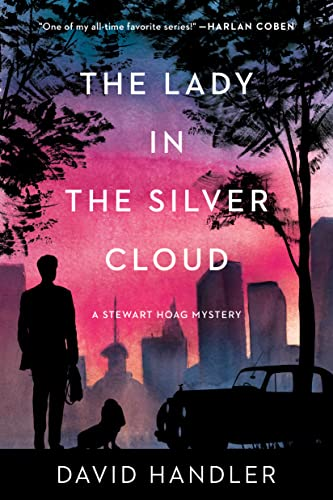 "One of my all-time favorite series!" —HARLAN COBEN
THE LADY
IN
THE SILVER
CLOUD
A STEWART HOAG MYSTERY
DAVID HANDLER